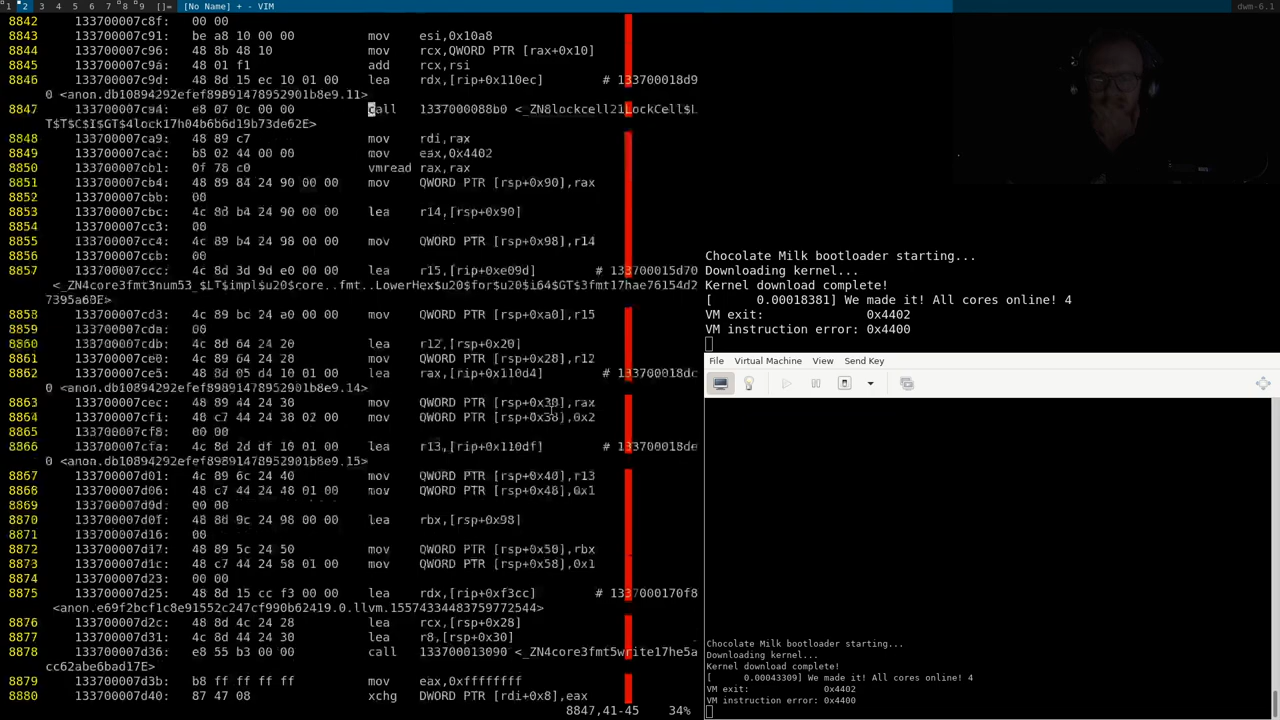 1 2 3 4 5 6 7 8 9 []= [No Name] + - VIM dwm-6.1
8842 133700007c8f: 00 00
8843 133700007c91: be a8 10 00 00 mov esi,0x10a8
8844 133700007c96: 48 8b 48 10 mov rcx,QWORD PTR [rax+0x10]
8845 133700007c9a: 48 01 f1 add rcx,rsi
8846 133700007c9d: 48 8d 15 ec 10 01 00 lea rdx,[rip+0x110ec] # 133700018d9
0 <anon.db10894292efef89891478952901b8e9.11>
8847 133700007ca4: e8 07 0c 00 00 call 1337000088b0 <_ZN8lockcell21LockCell$L
T$T$C$I$GT$4lock17h04b6b6d19b73de62E>
8848 133700007ca9: 48 89 c7 mov rdi,rax
8849 133700007cac: b8 02 44 00 00 mov eax,0x4402
8850 133700007cb1: 0f 78 c0 vmread rax,rax
8851 133700007cb4: 48 89 84 24 90 00 00 mov QWORD PTR [rsp+0x90],rax
8852 133700007cbb: 00
8853 133700007cbc: 4c 8d b4 24 90 00 00 lea r14,[rsp+0x90]
8854 133700007cc3: 00
8855 133700007cc4: 4c 89 b4 24 98 00 00 mov QWORD PTR [rsp+0x98],r14
8856 133700007ccb: 00
8857 133700007ccc: 4c 8d 3d 9d e0 00 00 lea r15,[rip+0xe09d] # 133700015d70
<_ZN4core3fmt3num53_$LT$impl$u20$core..fmt..LowerHex$u20$for$u20$i64$GT$3fmt17hae76154d2
7395a60E>
8858 133700007cd3: 4c 89 bc 24 a0 00 00 mov QWORD PTR [rsp+0xa0],r15
8859 133700007cda: 00
8860 133700007cdb: 4c 8d 64 24 20 lea r12,[rsp+0x20]
8861 133700007ce0: 4c 89 64 24 28 mov QWORD PTR [rsp+0x28],r12
8862 133700007ce5: 48 8d 05 d4 10 01 00 lea rax,[rip+0x110d4] # 133700018dc
0 <anon.db10894292efef89891478952901b8e9.14>
8863 133700007cec: 48 89 44 24 30 mov QWORD PTR [rsp+0x30],rax
8864 133700007cf1: 48 c7 44 24 38 02 00 mov QWORD PTR [rsp+0x38],0x2
8865 133700007cf8: 00 00
8866 133700007cfa: 4c 8d 2d df 10 01 00 lea r13,[rip+0x110df] # 133700018de
0 <anon.db10894292efef89891478952901b8e9.15>
8867 133700007d01: 4c 89 6c 24 40 mov QWORD PTR [rsp+0x40],r13
8868 133700007d06: 48 c7 44 24 48 01 00 mov QWORD PTR [rsp+0x48],0x1
8869 133700007d0d: 00 00
8870 133700007d0f: 48 8d 9c 24 98 00 00 lea rbx,[rsp+0x98]
8871 133700007d16: 00
8872 133700007d17: 48 89 5c 24 50 mov QWORD PTR [rsp+0x50],rbx
8873 133700007d1c: 48 c7 44 24 58 01 00 mov QWORD PTR [rsp+0x58],0x1
8874 133700007d23: 00 00
8875 133700007d25: 48 8d 15 cc f3 00 00 lea rdx,[rip+0xf3cc] # 1337000170f8
<anon.e69f2bcf1c8e91552c247cf990b62419.0.llvm.15574334483759772544>
8876 133700007d2c: 48 8d 4c 24 28 lea rcx,[rsp+0x28]
8877 133700007d31: 4c 8d 44 24 30 lea r8,[rsp+0x30]
8878 133700007d36: e8 55 b3 00 00 call 133700013090 <_ZN4core3fmt5write17he5a
cc62abe6bad17E>
8879 133700007d3b: b8 ff ff ff ff mov eax,0xffffffff
8880 133700007d40: 87 47 08 xchg DWORD PTR [rdi+0x8],eax
8847,41-45 34%
Chocolate Milk bootloader starting...
Downloading kernel...
Kernel download complete!
[ 0.00018381] We made it! All cores online! 4
VM exit: 0x4402
VM instruction error: 0x4400
File Virtual Machine View Send Key
Chocolate Milk bootloader starting...
Downloading kernel...
Kernel download complete!
[ 0.00043309] We made it! All cores online! 4
VM exit: 0x4402
VM instruction error: 0x4400